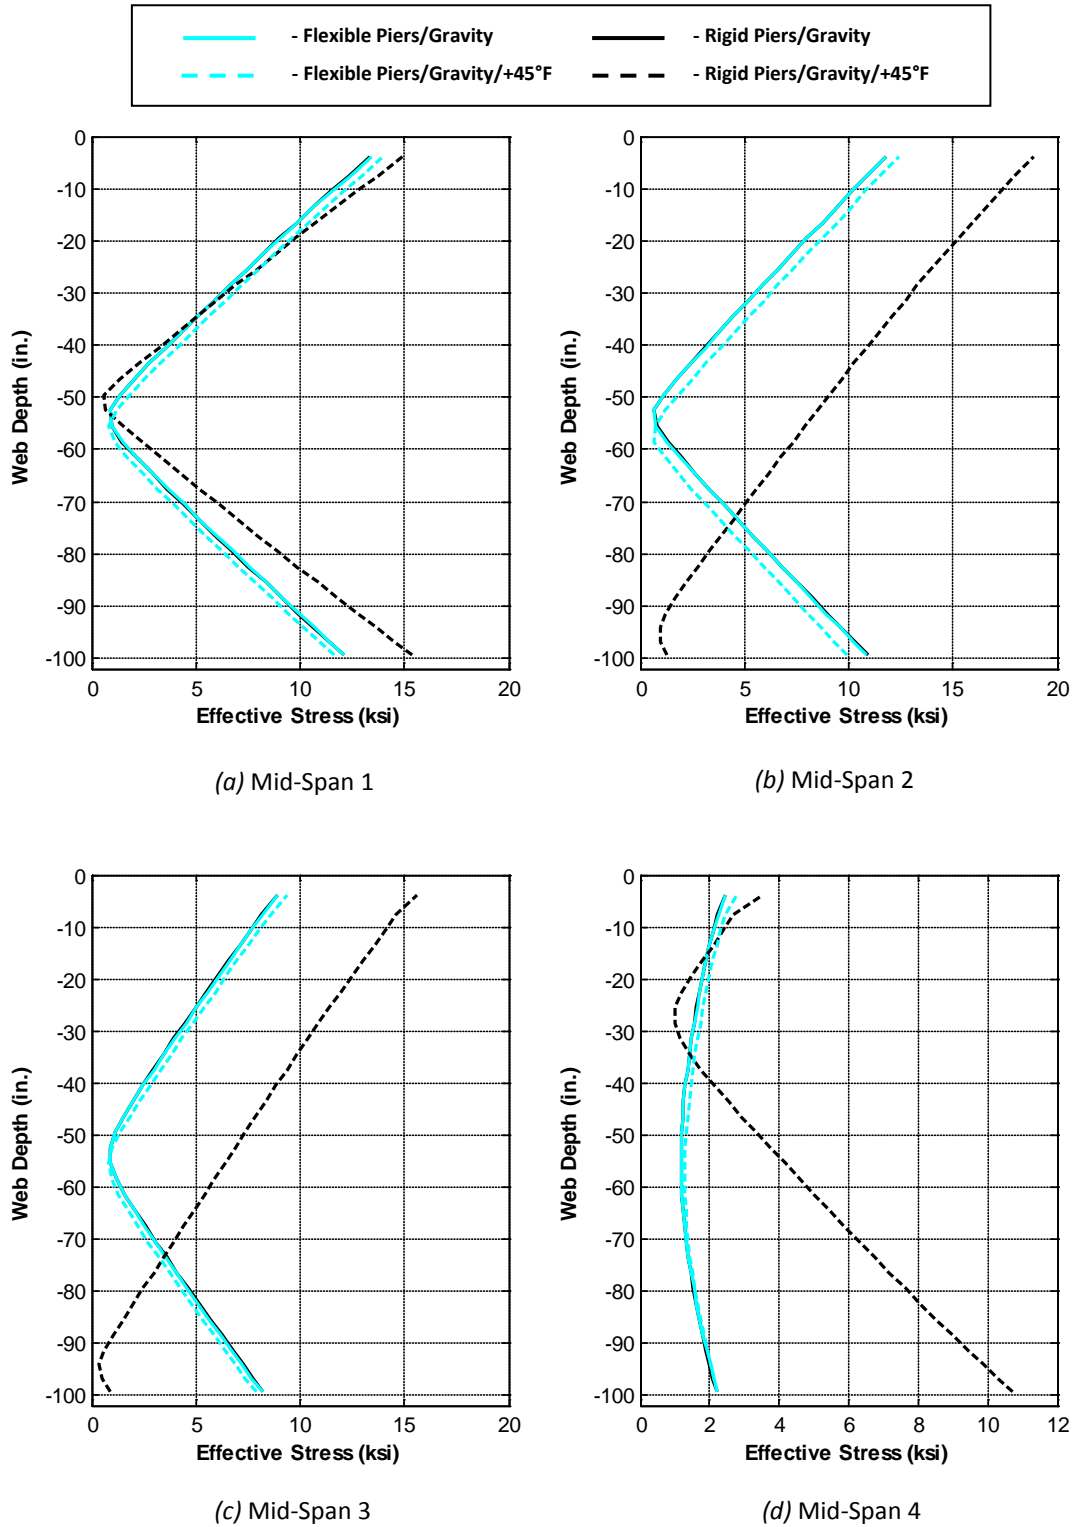 - Flexible Piers/Gravity - Rigid Piers/Gravity
- Flexible Piers/Gravity/+45°F - Rigid Piers/Gravity/+45°F
0
-10
-20
-30
-40
-50
-60
-70
-80
-90
-100
0 5 10 15 20
Web Depth (in.)
Effective Stress (ksi)
(a) Mid-Span 1
0
-10
-20
-30
-40
-50
-60
-70
-80
-90
-100
0 5 10 15 20
Web Depth (in.)
Effective Stress (ksi)
(b) Mid-Span 2
0
-10
-20
-30
-40
-50
-60
-70
-80
-90
-100
0 5 10 15 20
Web Depth (in.)
Effective Stress (ksi)
(c) Mid-Span 3
0
-10
-20
-30
-40
-50
-60
-70
-80
-90
-100
0 2 4 6 8 10 12
Web Depth (in.)
Effective Stress (ksi)
(d) Mid-Span 4